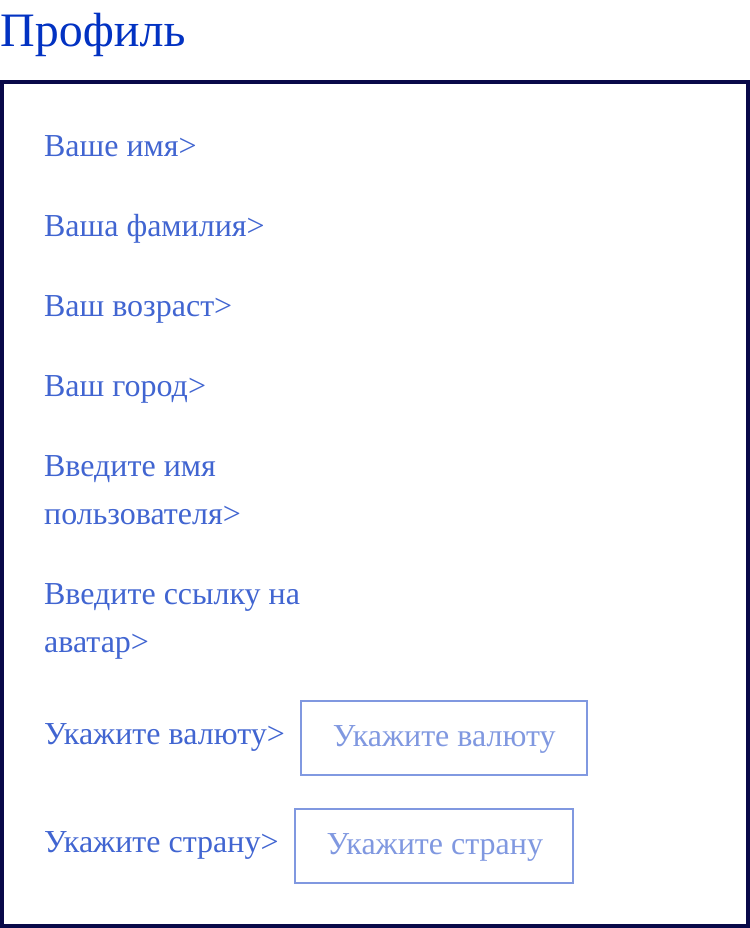 Профиль
Ваше имя>
Ваша фамилия>
Ваш возраст>
Ваш город>
Введите имя
пользователя>
Введите ссылку на
аватар>
Укажите валюту> Укажите валюту
Укажите страну> Укажите страну